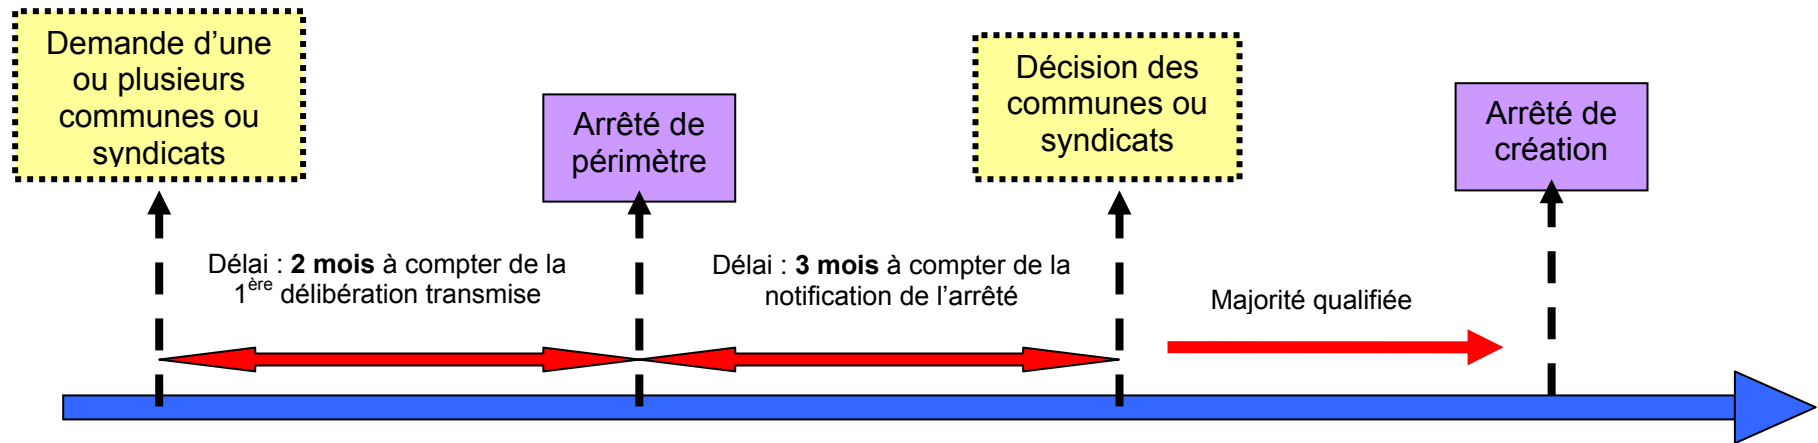 Demande d’une
ou plusieurs
communes ou
syndicats
Arrêté de
périmètre
Décision des
communes ou
syndicats
Arrêté de
création
Délai : 2 mois à compter de la
1ère délibération transmise
Délai : 3 mois à compter de la
notification de l’arrêté
Majorité qualifiée